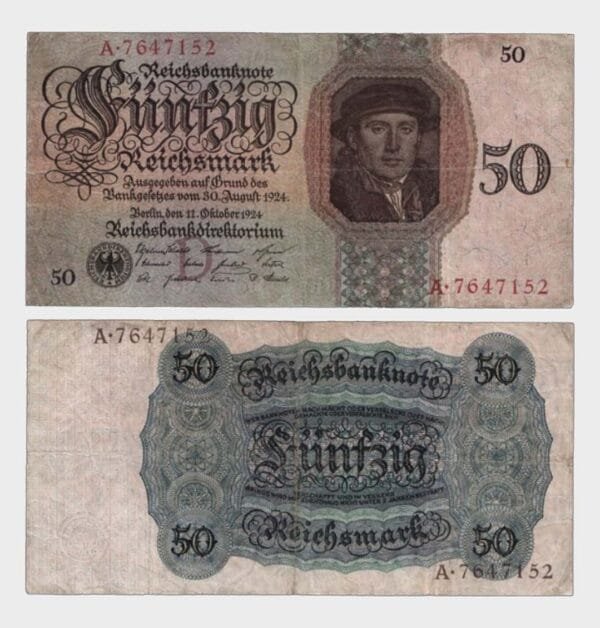 A·7647152
50
Reichsbanknote
Fünfzig
Reichsmark
50
Ausgegeben auf Grund des
Bankgesetzes vom 30. August 1924.
Berlin, den 11. Oktober 1924
Reichsbankdirektorium
50
A·7647152
A·7647152
50
Reichsbanknote
50
Fünfzig
50
Reichsmark
50
A·7647152